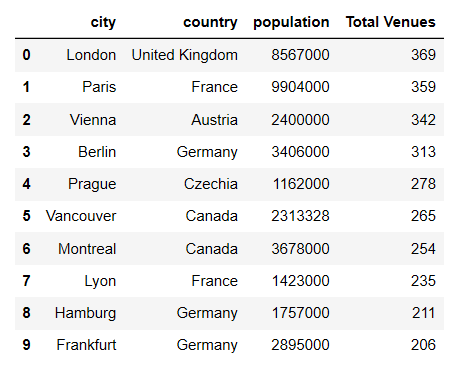 city country population Total Venues
0 London United Kingdom 8567000 369
1 Paris France 9904000 359
2 Vienna Austria 2400000 342
3 Berlin Germany 3406000 313
4 Prague Czechia 1162000 278
5 Vancouver Canada 2313328 265
6 Montreal Canada 3678000 254
7 Lyon France 1423000 235
8 Hamburg Germany 1757000 211
9 Frankfurt Germany 2895000 206